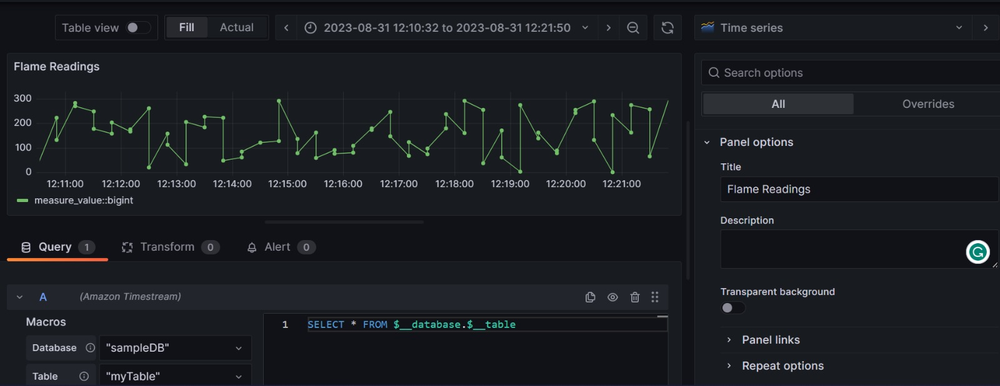 Table view
Fill
Actual
2023-08-31 12:10:32 to 2023-08-31 12:21:50
Time series
Flame Readings
300
200
100
0
12:11:00 12:12:00 12:13:00 12:14:00 12:15:00 12:16:00 12:17:00 12:18:00 12:19:00 12:20:00 12:21:00
measure_value::bigint
Query 1
Transform 0
Alert 0
A (Amazon Timestream)
Macros
Database "sampleDB"
Table "myTable"
1 SELECT * FROM $__database.$__table
Search options
All
Overrides
Panel options
Title
Flame Readings
Description
Transparent background
Panel links
Repeat options